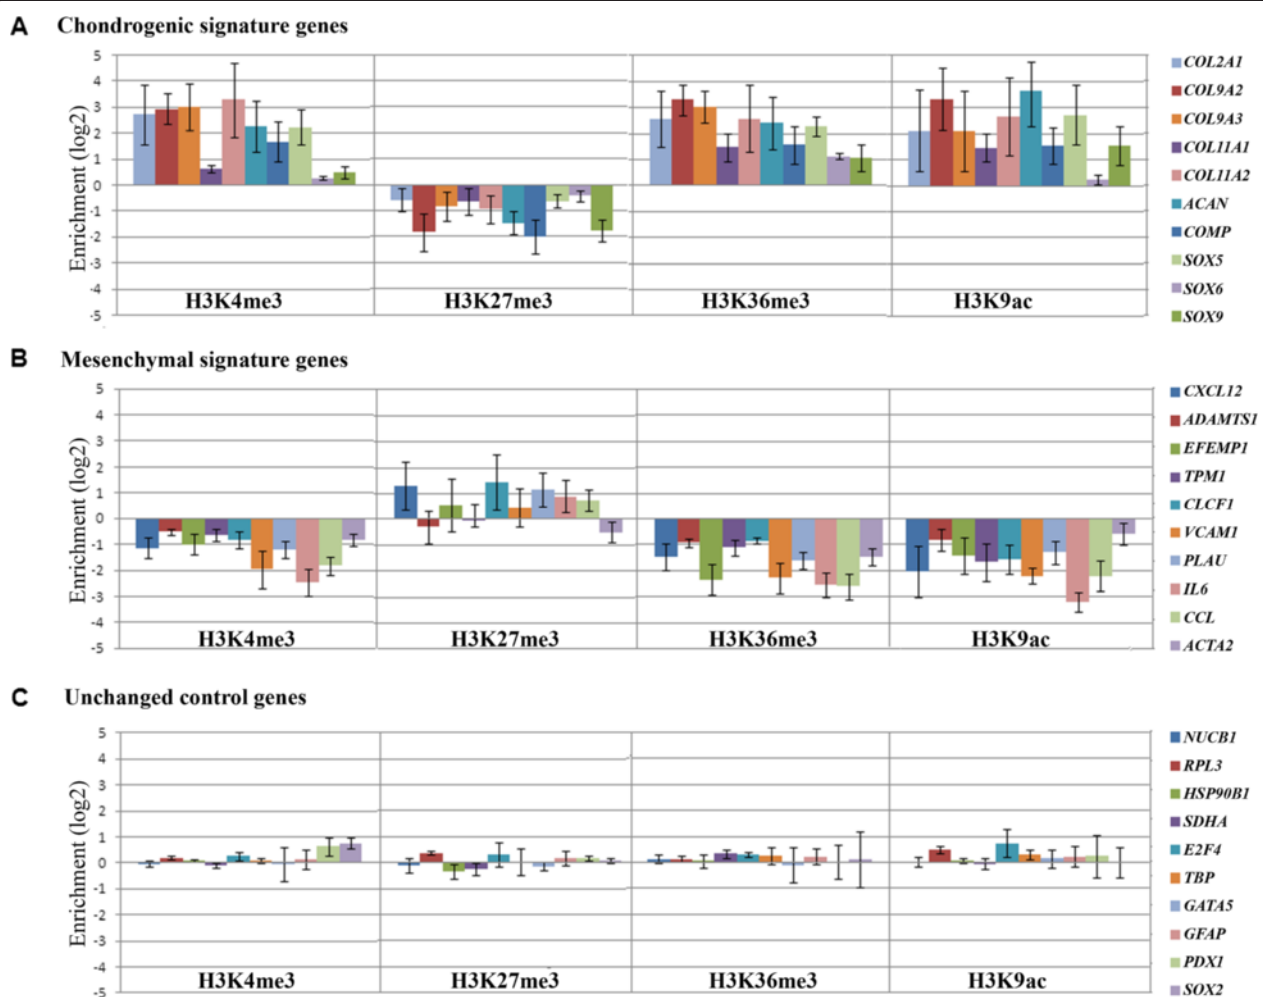 A Chondrogenic signature genes
Enrichment (log2)
5
4
3
2
1
0
-1
-2
-3
-4
-5
H3K4me3 H3K27me3 H3K36me3 H3K9ac
COL2A1
COL9A2
COL9A3
COL11A1
COL11A2
ACAN
COMP
SOX5
SOX6
SOX9
B Mesenchymal signature genes
Enrichment (log2)
5
4
3
2
1
0
-1
-2
-3
-4
-5
H3K4me3 H3K27me3 H3K36me3 H3K9ac
CXCL12
ADAMTS1
EFEMP1
TPM1
CLCF1
VCAM1
PLAU
IL6
CCL
ACTA2
C Unchanged control genes
Enrichment (log2)
5
4
3
2
1
0
-1
-2
-3
-4
-5
H3K4me3 H3K27me3 H3K36me3 H3K9ac
NUCB1
RPL3
HSP90B1
SDHA
E2F4
TBP
GATA5
GFAP
PDX1
SOX2